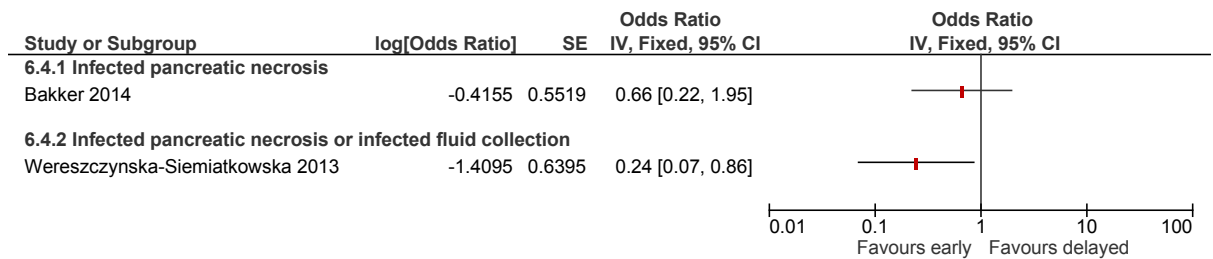 Odds Ratio Odds Ratio
Study or Subgroup log[Odds Ratio] SE IV, Fixed, 95% CI IV, Fixed, 95% CI
6.4.1 Infected pancreatic necrosis
Bakker 2014 -0.4155 0.5519 0.66 [0.22, 1.95]
6.4.2 Infected pancreatic necrosis or infected fluid collection
Wereszczynska-Siemiatkowska 2013 -1.4095 0.6395 0.24 [0.07, 0.86]
0.01 0.1 1 10 100
Favours early Favours delayed